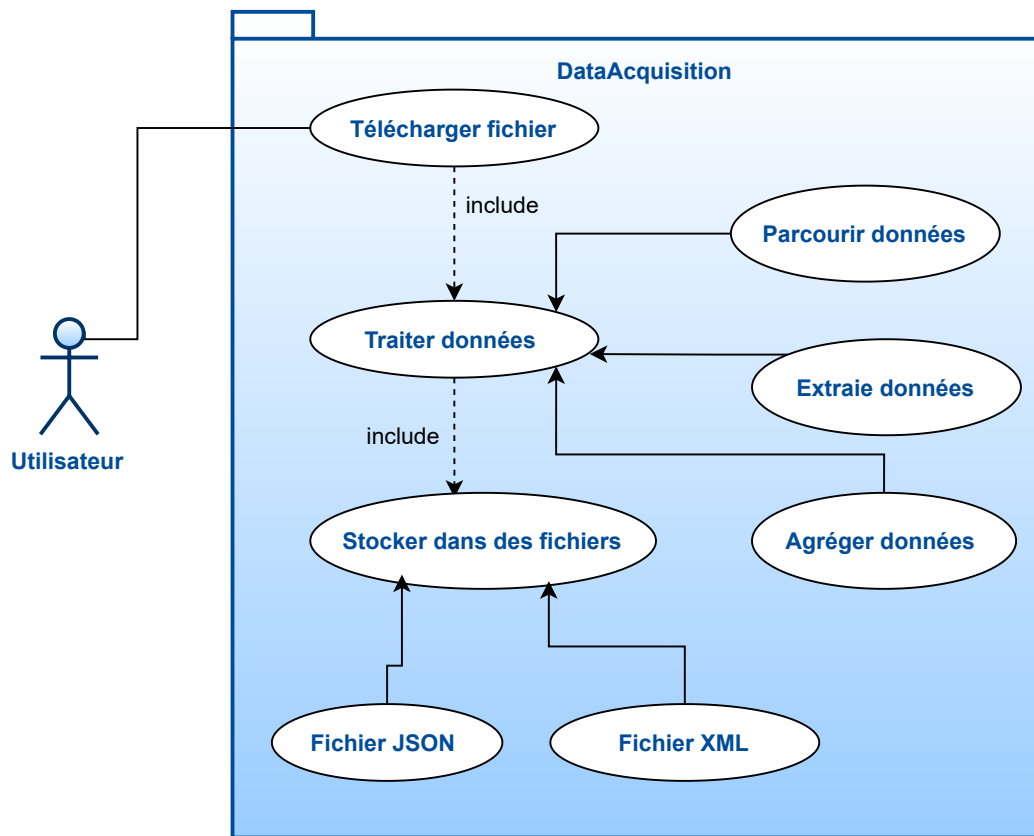 DataAcquisition
Télécharger fichier
include
Parcourir données
Traiter données
Extraie données
include
Utilisateur
Stocker dans des fichiers
Agréger données
Fichier JSON
Fichier XML